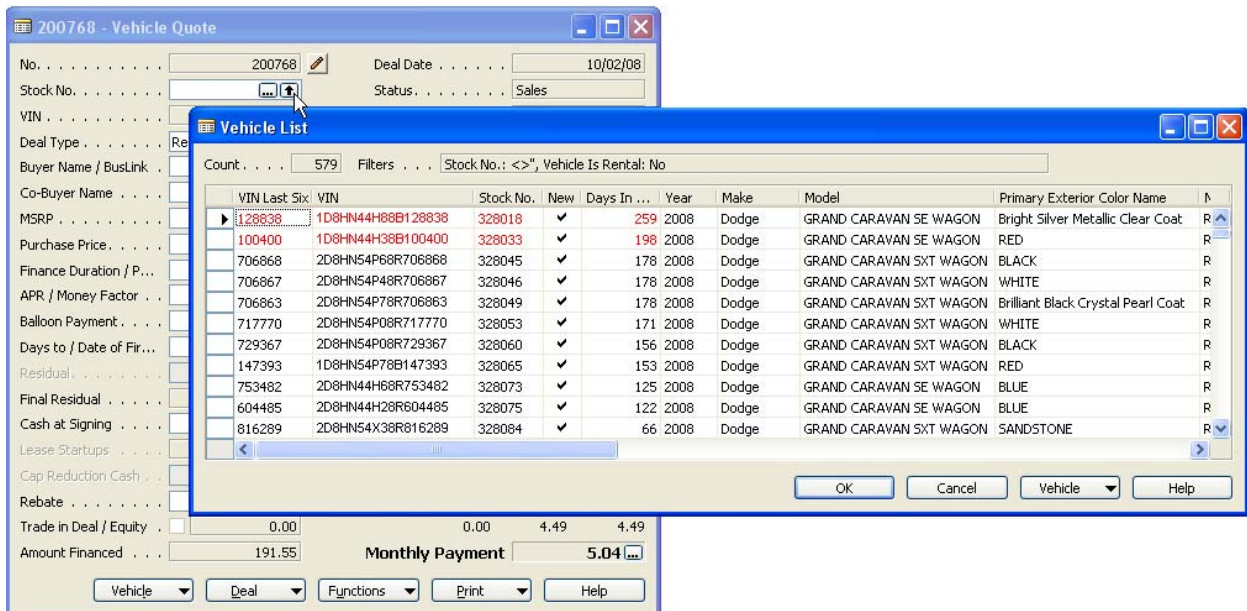 200768 - Vehicle Quote
No. . . . . . . . . . . . 200768 Deal Date . . . . . . 10/02/08
Stock No. . . . . . . . . ... Status. . . . . . . . Sales
VIN . . . . . . . . . . .
Deal Type . . . . . . . Re
Buyer Name / BusLink .
Co-Buyer Name . . . .
MSRP . . . . . . . . . .
Purchase Price. . . . .
Finance Duration / P...
APR / Money Factor . .
Balloon Payment. . . .
Days to / Date of Fir...
Residual. . . . . . . . .
Final Residual . . . . .
Cash at Signing . . . .
Lease Startups . . . .
Cap Reduction Cash . .
Rebate . . . . . . . . .
Trade in Deal / Equity . 0.00 0.00 4.49 4.49
Amount Financed . . . 191.55 Monthly Payment 5.04 ...
Vehicle Deal Functions Print Help
Vehicle List
Count . . . . 579 Filters . . . Stock No.: <>'', Vehicle Is Rental: No
VIN Last Six VIN Stock No. New Days In ... Year Make Model Primary Exterior Color Name
128838 1D8HN44H88B128838 328018 ✔ 259 2008 Dodge GRAND CARAVAN SE WAGON Bright Silver Metallic Clear Coat R
100400 1D8HN44H38B100400 328033 ✔ 198 2008 Dodge GRAND CARAVAN SE WAGON RED R
706868 2D8HN54P68R706868 328045 ✔ 178 2008 Dodge GRAND CARAVAN SXT WAGON BLACK R
706867 2D8HN54P48R706867 328046 ✔ 178 2008 Dodge GRAND CARAVAN SXT WAGON WHITE R
706863 2D8HN54P78R706863 328049 ✔ 178 2008 Dodge GRAND CARAVAN SXT WAGON Brilliant Black Crystal Pearl Coat R
717770 2D8HN54P08R717770 328053 ✔ 171 2008 Dodge GRAND CARAVAN SXT WAGON WHITE R
729367 2D8HN54P08R729367 328060 ✔ 156 2008 Dodge GRAND CARAVAN SXT WAGON BLACK R
147393 1D8HN54P78B147393 328065 ✔ 153 2008 Dodge GRAND CARAVAN SXT WAGON RED R
753482 2D8HN44H68R753482 328073 ✔ 125 2008 Dodge GRAND CARAVAN SE WAGON BLUE R
604485 2D8HN44H28R604485 328075 ✔ 122 2008 Dodge GRAND CARAVAN SE WAGON BLUE R
816289 2D8HN54X38R816289 328084 ✔ 66 2008 Dodge GRAND CARAVAN SXT WAGON SANDSTONE R
OK Cancel Vehicle Help